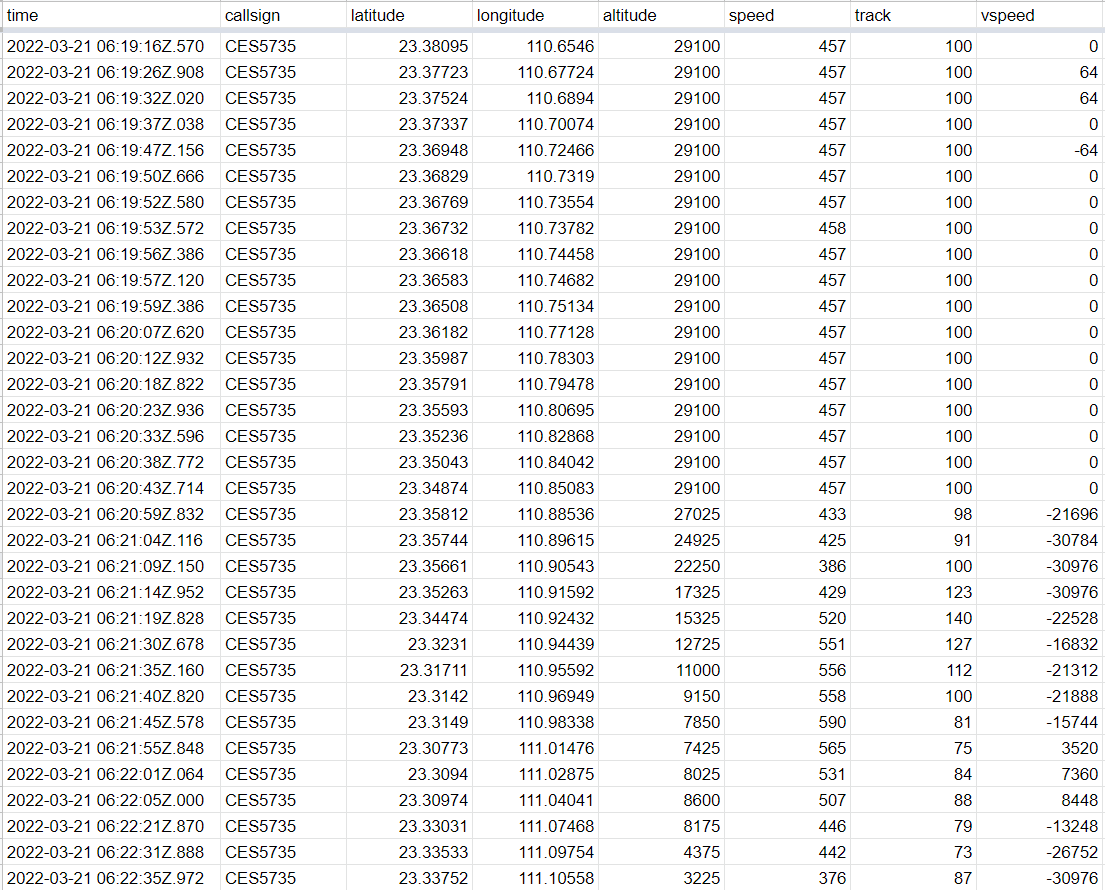 time callsign latitude longitude altitude speed track vspeed
2022-03-21 06:19:16Z.570 CES5735 23.38095 110.6546 29100 457 100 0
2022-03-21 06:19:26Z.908 CES5735 23.37723 110.67724 29100 457 100 64
2022-03-21 06:19:32Z.020 CES5735 23.37524 110.6894 29100 457 100 64
2022-03-21 06:19:37Z.038 CES5735 23.37337 110.70074 29100 457 100 0
2022-03-21 06:19:47Z.156 CES5735 23.36948 110.72466 29100 457 100 -64
2022-03-21 06:19:50Z.666 CES5735 23.36829 110.7319 29100 457 100 0
2022-03-21 06:19:52Z.580 CES5735 23.36769 110.73554 29100 457 100 0
2022-03-21 06:19:53Z.572 CES5735 23.36732 110.73782 29100 458 100 0
2022-03-21 06:19:56Z.386 CES5735 23.36618 110.74458 29100 457 100 0
2022-03-21 06:19:57Z.120 CES5735 23.36583 110.74682 29100 457 100 0
2022-03-21 06:19:59Z.386 CES5735 23.36508 110.75134 29100 457 100 0
2022-03-21 06:20:07Z.620 CES5735 23.36182 110.77128 29100 457 100 0
2022-03-21 06:20:12Z.932 CES5735 23.35987 110.78303 29100 457 100 0
2022-03-21 06:20:18Z.822 CES5735 23.35791 110.79478 29100 457 100 0
2022-03-21 06:20:23Z.936 CES5735 23.35593 110.80695 29100 457 100 0
2022-03-21 06:20:33Z.596 CES5735 23.35236 110.82868 29100 457 100 0
2022-03-21 06:20:38Z.772 CES5735 23.35043 110.84042 29100 457 100 0
2022-03-21 06:20:43Z.714 CES5735 23.34874 110.85083 29100 457 100 0
2022-03-21 06:20:59Z.832 CES5735 23.35812 110.88536 27025 433 98 -21696
2022-03-21 06:21:04Z.116 CES5735 23.35744 110.89615 24925 425 91 -30784
2022-03-21 06:21:09Z.150 CES5735 23.35661 110.90543 22250 386 100 -30976
2022-03-21 06:21:14Z.952 CES5735 23.35263 110.91592 17325 429 123 -30976
2022-03-21 06:21:19Z.828 CES5735 23.34474 110.92432 15325 520 140 -22528
2022-03-21 06:21:30Z.678 CES5735 23.3231 110.94439 12725 551 127 -16832
2022-03-21 06:21:35Z.160 CES5735 23.31711 110.95592 11000 556 112 -21312
2022-03-21 06:21:40Z.820 CES5735 23.3142 110.96949 9150 558 100 -21888
2022-03-21 06:21:45Z.578 CES5735 23.3149 110.98338 7850 590 81 -15744
2022-03-21 06:21:55Z.848 CES5735 23.30773 111.01476 7425 565 75 3520
2022-03-21 06:22:01Z.064 CES5735 23.3094 111.02875 8025 531 84 7360
2022-03-21 06:22:05Z.000 CES5735 23.30974 111.04041 8600 507 88 8448
2022-03-21 06:22:21Z.870 CES5735 23.33031 111.07468 8175 446 79 -13248
2022-03-21 06:22:31Z.888 CES5735 23.33533 111.09754 4375 442 73 -26752
2022-03-21 06:22:35Z.972 CES5735 23.33752 111.10558 3225 376 87 -30976